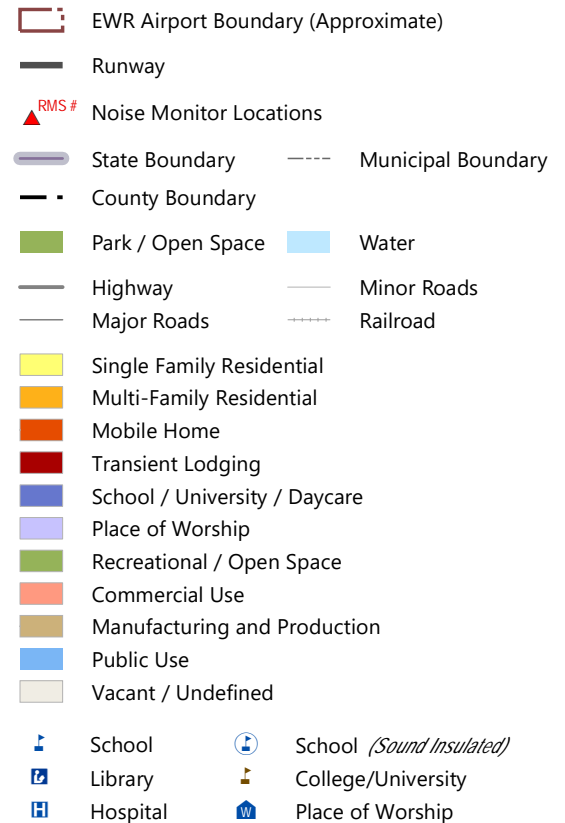 EWR Airport Boundary (Approximate)
Runway
RMS #
Noise Monitor Locations
State Boundary Municipal Boundary
County Boundary
Park / Open Space Water
Highway Minor Roads
Major Roads Railroad
Single Family Residential
Multi-Family Residential
Mobile Home
Transient Lodging
School / University / Daycare
Place of Worship
Recreational / Open Space
Commercial Use
Manufacturing and Production
Public Use
Vacant / Undefined
School School (Sound Insulated)
Library College/University
H Hospital W Place of Worship